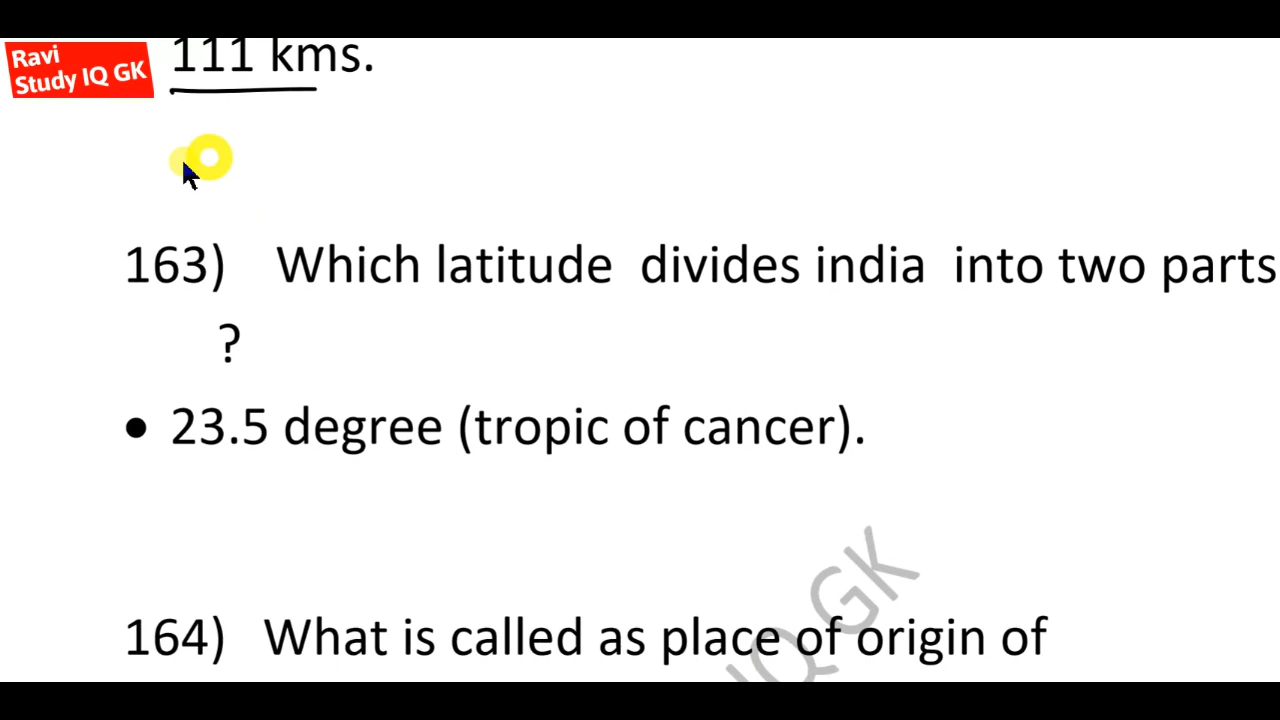 Ravi
Study IQ GK
111 kms.
163) Which latitude divides india into two parts
?
• 23.5 degree (tropic of cancer).
164) What is called as place of origin of
IQ GK